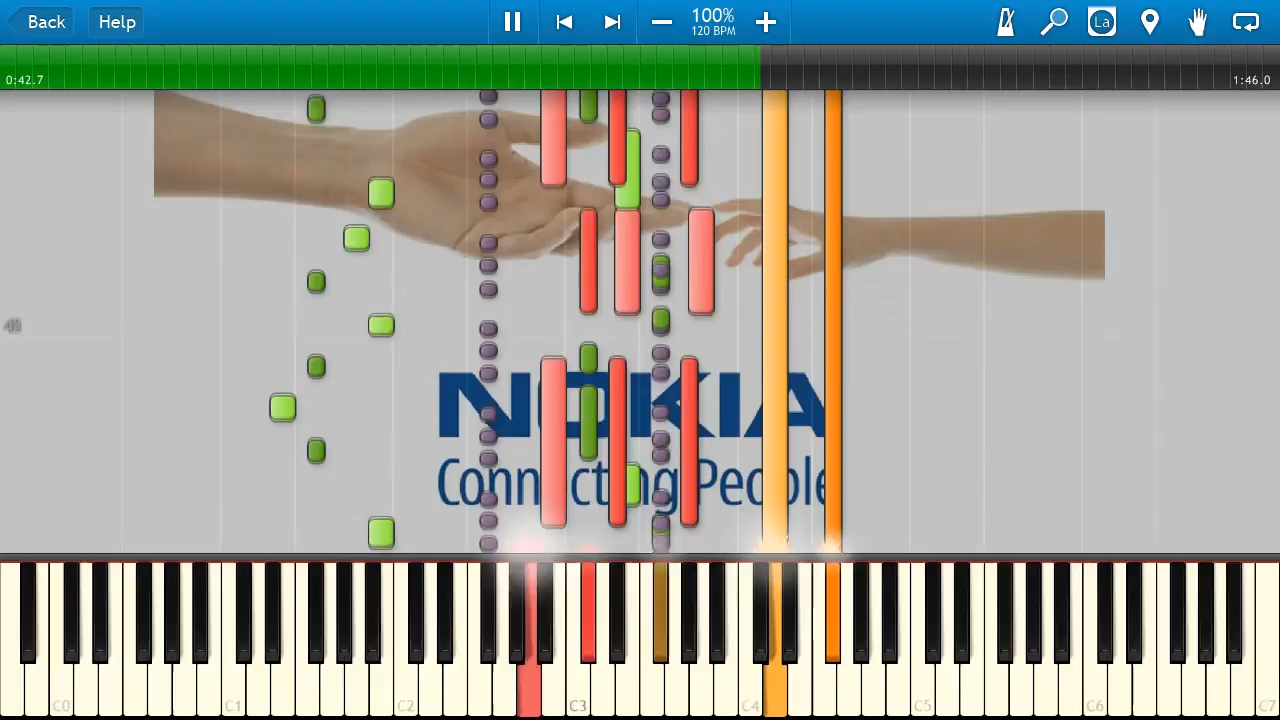 Back
Help
100%
120 BPM
La
0:42.7
1:46.0
NOKIA
Connecting People
C0
C1
C2
C3
C4
C5
C6
C7